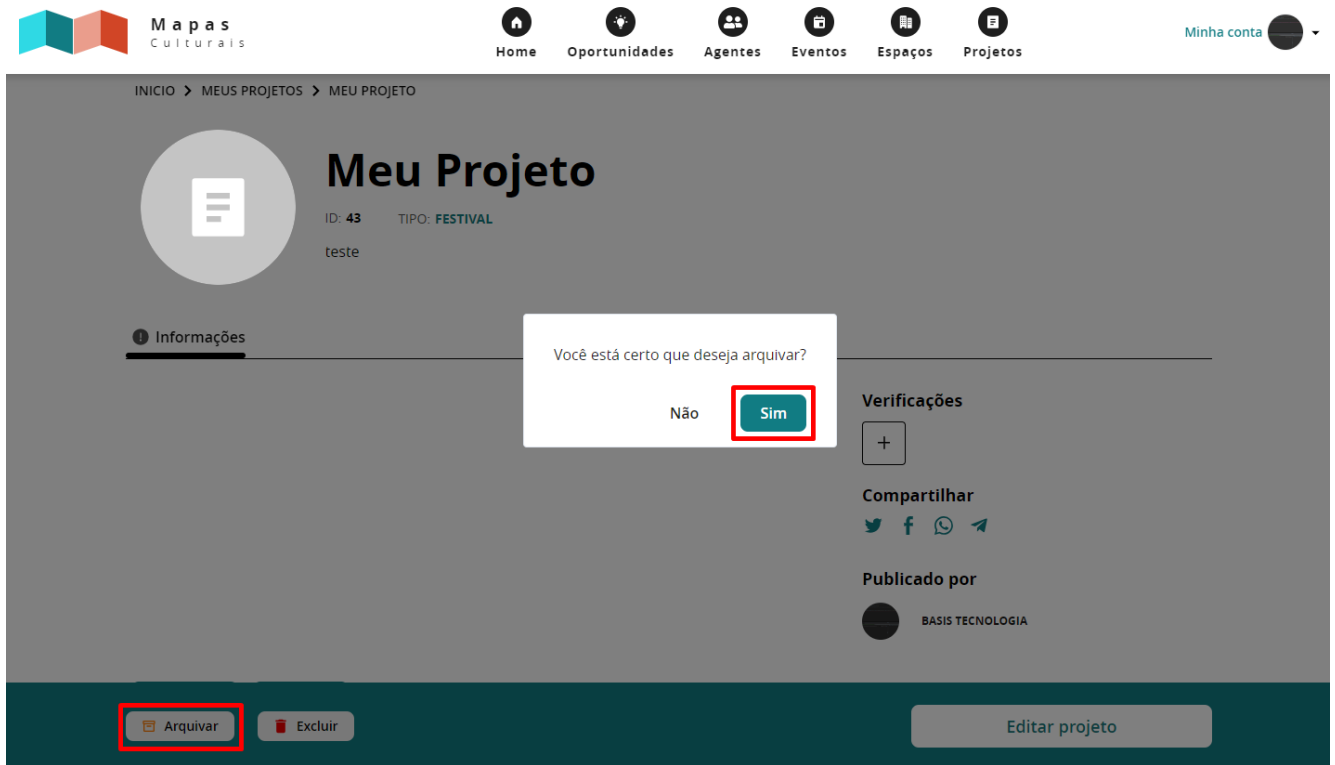 Mapas
Culturais
Home
Oportunidades
Agentes
Eventos
Espaços
Projetos
Minha conta
INICIO > MEUS PROJETOS > MEU PROJETO
Meu Projeto
ID: 43 TIPO: FESTIVAL
teste
Informações
Você está certo que deseja arquivar?
Não
Sim
Verificações
+
Compartilhar
Publicado por
BASIS TECNOLOGIA
Arquivar
Excluir
Editar projeto